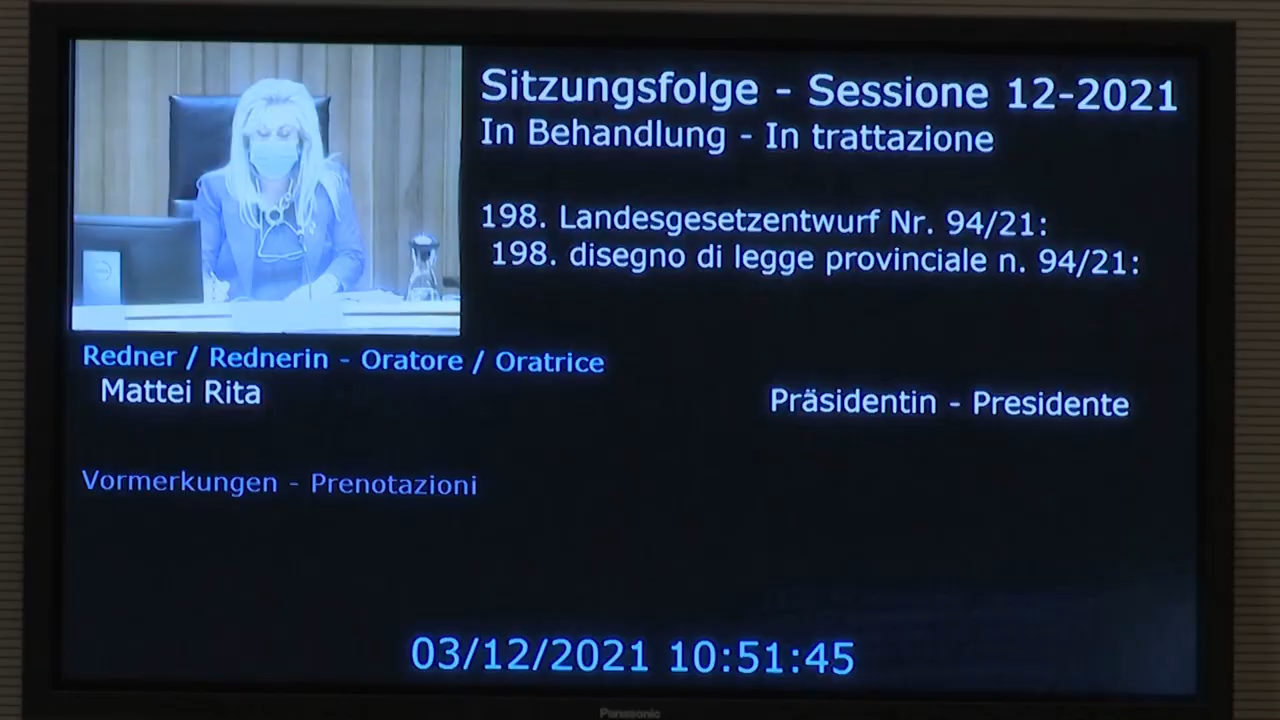 Sitzungsfolge - Sessione 12-2021
In Behandlung - In trattazione
198. Landesgesetzentwurf Nr. 94/21:
198. disegno di legge provinciale n. 94/21:
Redner / Rednerin - Oratore / Oratrice
Mattei Rita
Präsidentin - Presidente
Vormerkungen - Prenotazioni
03/12/2021 10:51:45
Panasonic